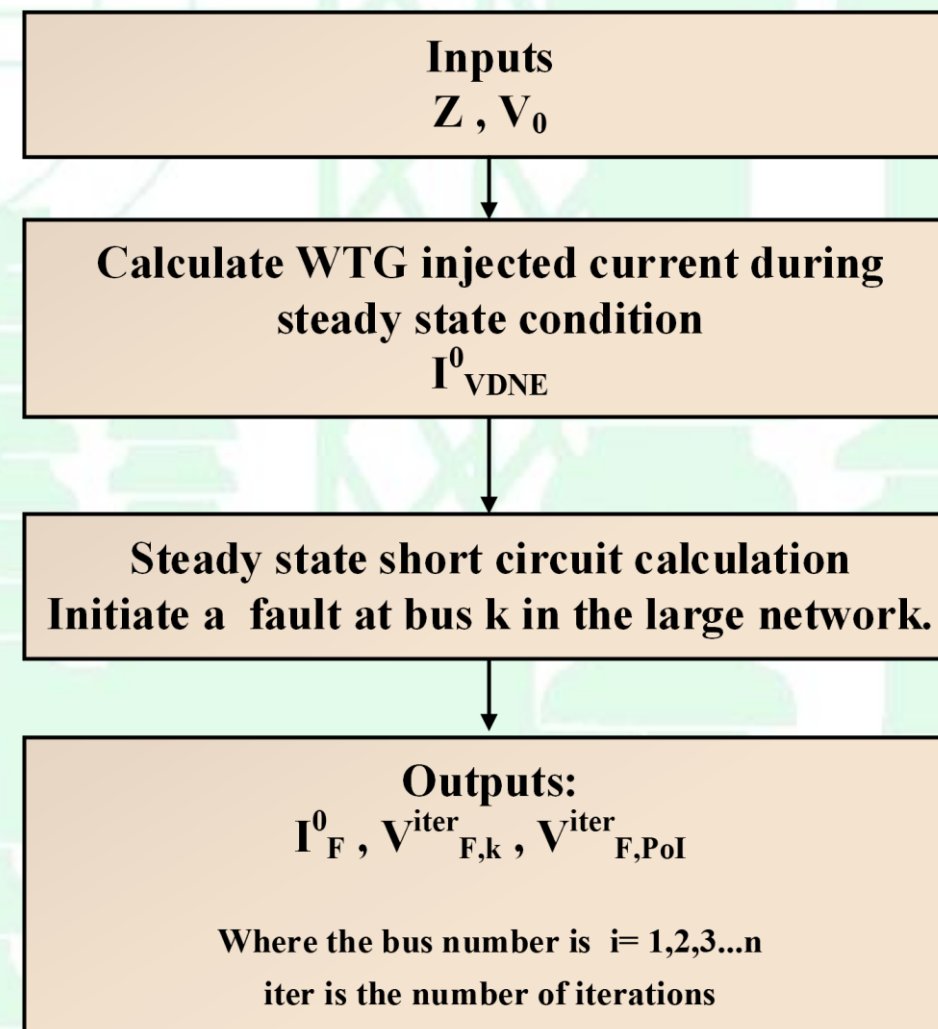 Inputs
Z , V₀
Calculate WTG injected current during
steady state condition
I⁰VDNE
Steady state short circuit calculation
Initiate a fault at bus k in the large network.
Outputs:
I⁰F , V^iter F,k , V^iter F,PoI
Where the bus number is i= 1,2,3...n
iter is the number of iterations